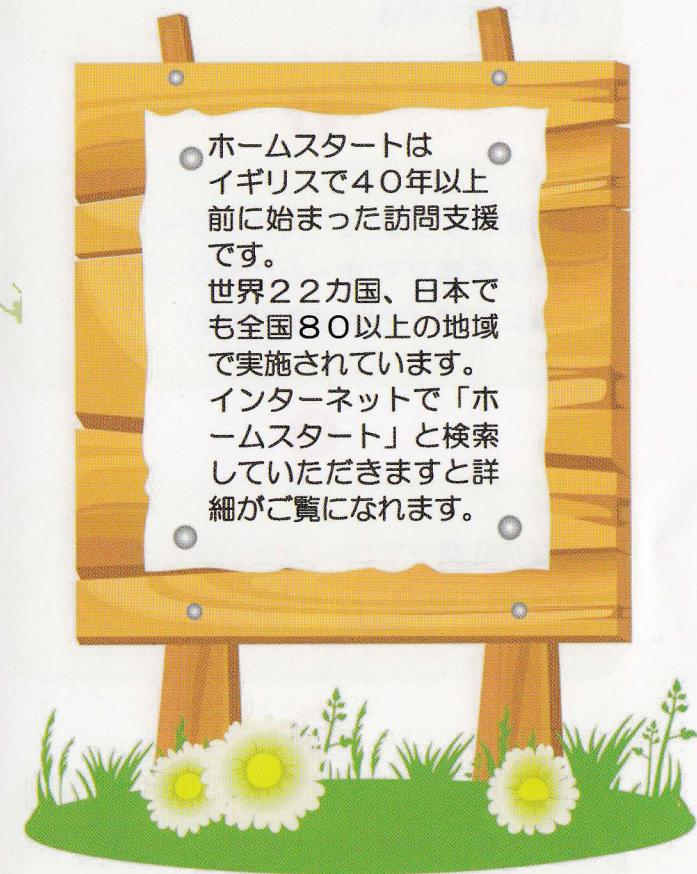 ホームスタートは
イギリスで４０年以上
前に始まった訪問支援
です。
世界２２カ国、日本で
も全国８０以上の地域
で実施されています。
インターネットで「ホ
ームスタート」と検索
していただきますと詳
細がご覧になれます。